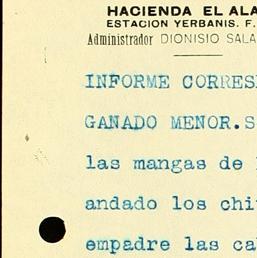 HACIENDA EL ALA
ESTACION YERBANIS. F.
Administrador DIONISIO SALA
INFORME CORRES
GANADO MENOR.S
las mangas de
andado los chi
empadre las ca